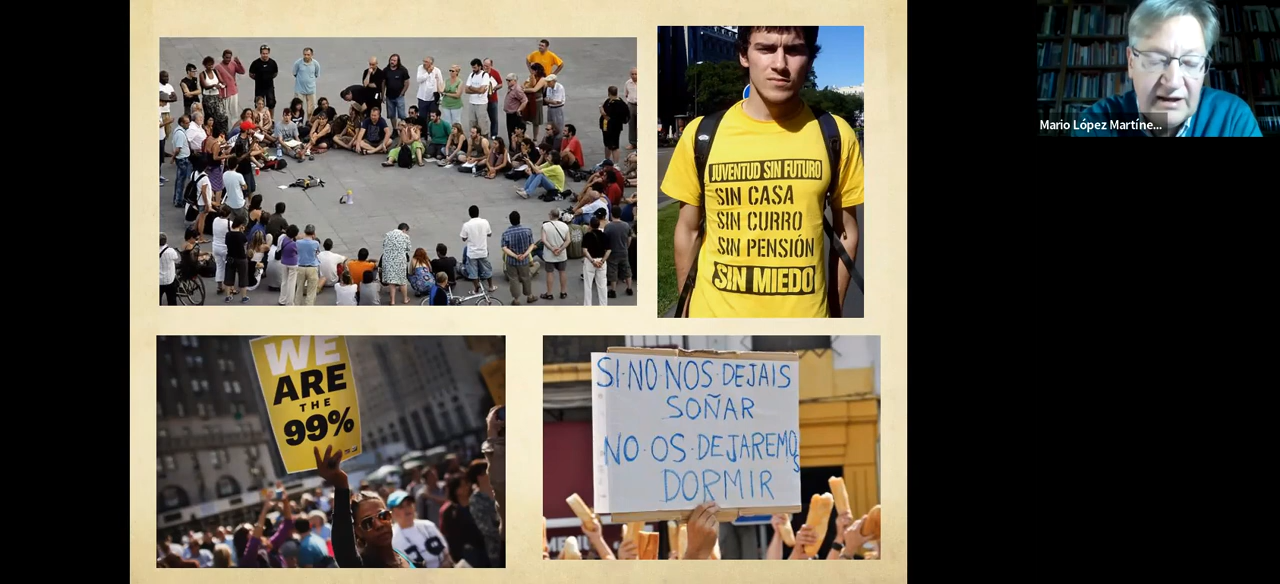 JUVENTUD SIN FUTURO
SIN CASA
SIN CURRO
SIN PENSIÓN
SIN MIEDO
Mario López Martíne...
WE
ARE
THE
99%
SI·NO·NOS·DEJAIS
SOÑAR
NO·OS·DEJAREMOS
DORMIR